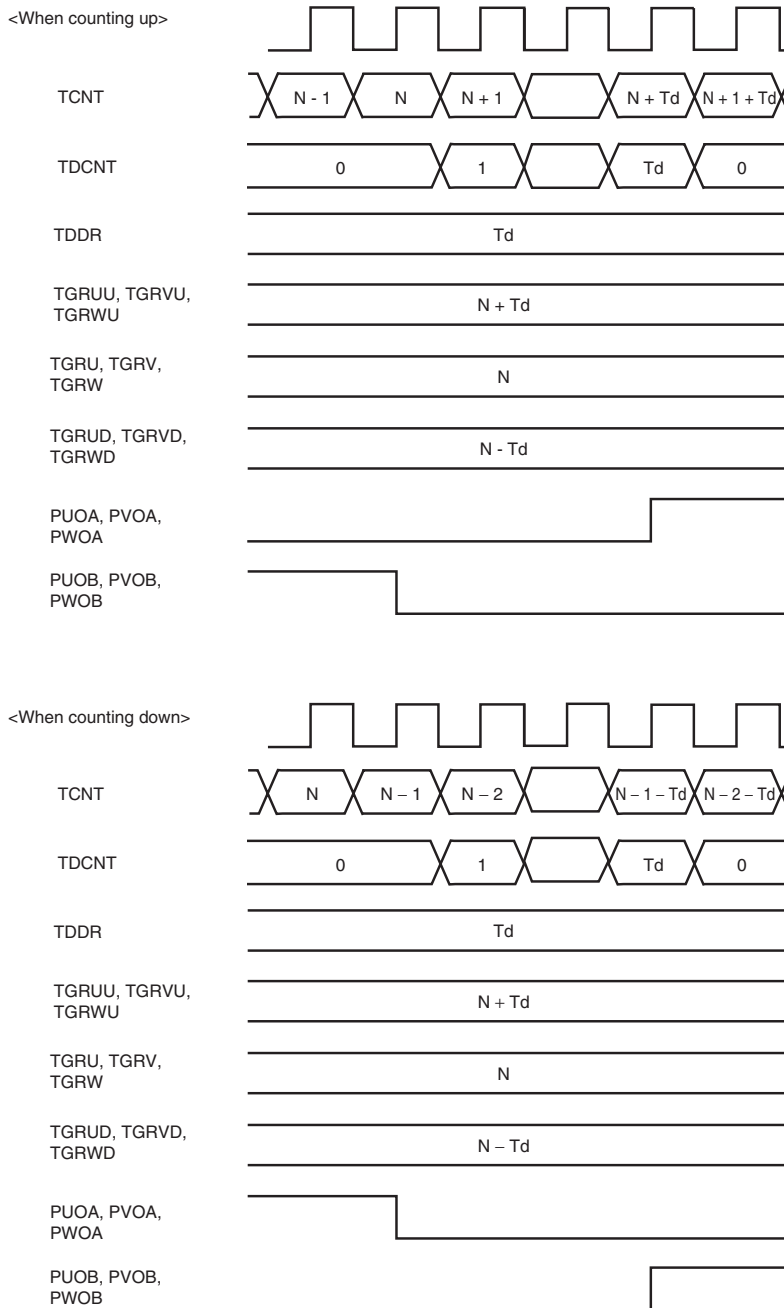 <When counting up>
TCNT
N - 1
N
N + 1
N + Td
N + 1 + Td
TDCNT
0
1
Td
0
TDDR
Td
TGRUU, TGRVU,
TGRWU
N + Td
TGRU, TGRV,
TGRW
N
TGRUD, TGRVD,
TGRWD
N - Td
PUOA, PVOA,
PWOA
PUOB, PVOB,
PWOB
<When counting down>
TCNT
N
N – 1
N – 2
N – 1 – Td
N – 2 – Td
TDCNT
0
1
Td
0
TDDR
Td
TGRUU, TGRVU,
TGRWU
N + Td
TGRU, TGRV,
TGRW
N
TGRUD, TGRVD,
TGRWD
N – Td
PUOA, PVOA,
PWOA
PUOB, PVOB,
PWOB